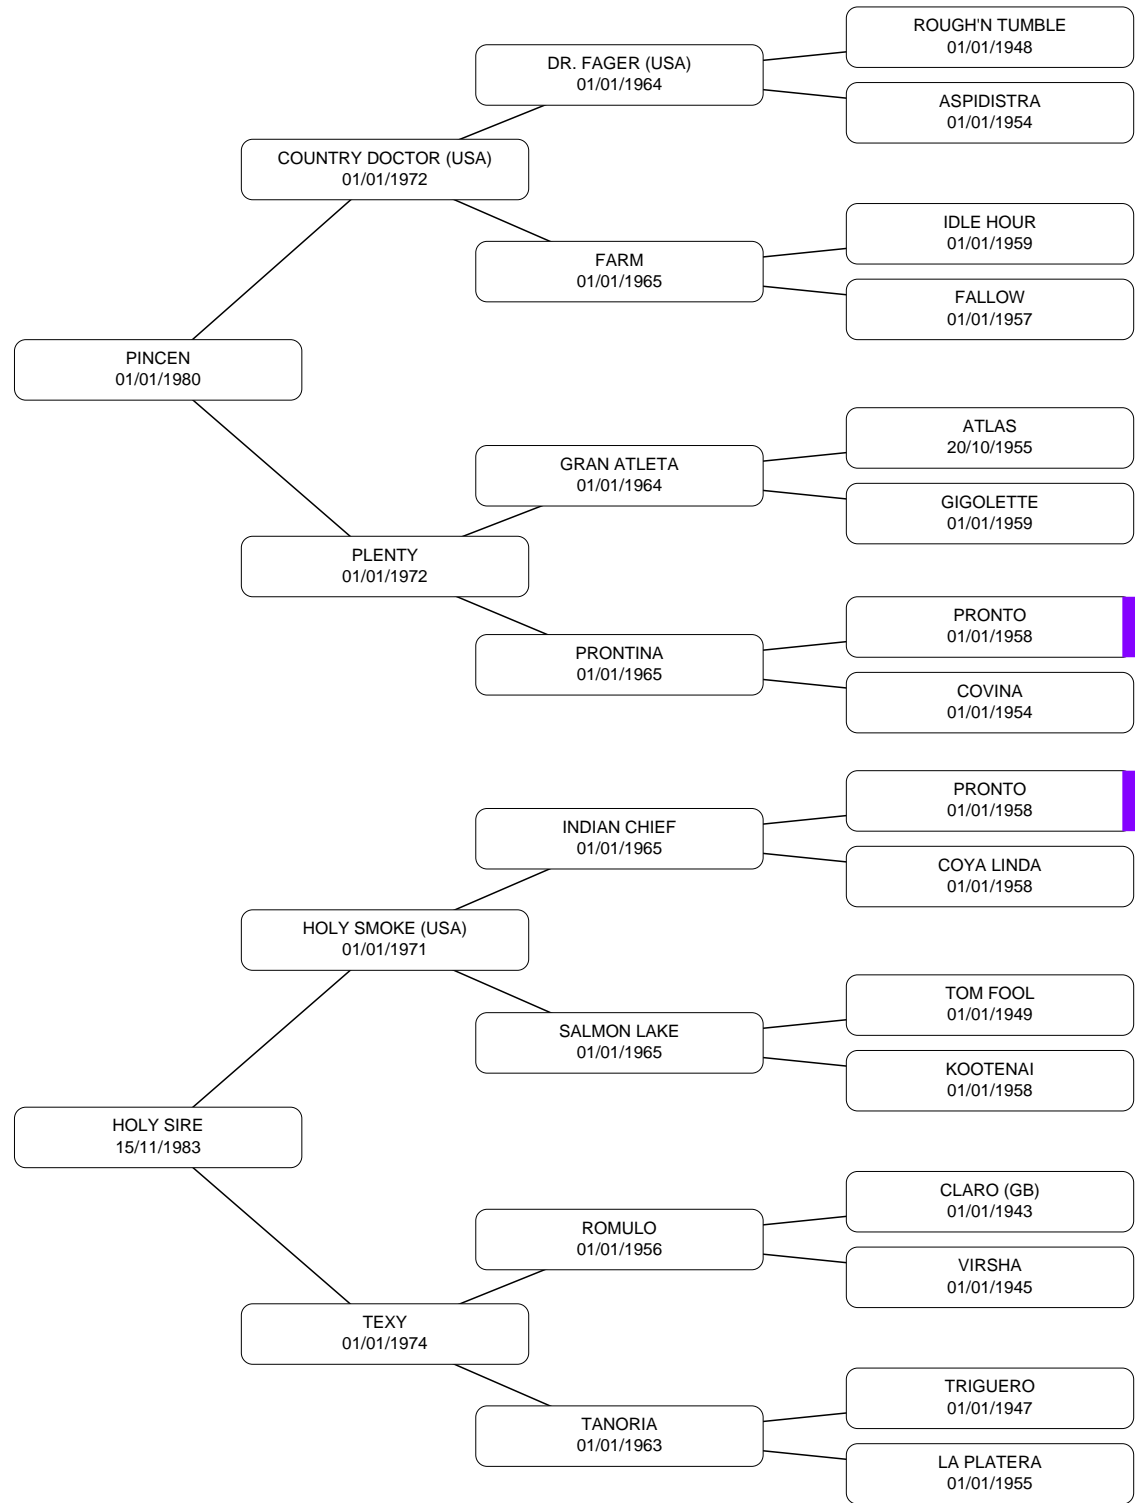 ROUGH'N TUMBLE
01/01/1948
DR. FAGER (USA)
01/01/1964
ASPIDISTRA
01/01/1954
COUNTRY DOCTOR (USA)
01/01/1972
IDLE HOUR
01/01/1959
FARM
01/01/1965
FALLOW
01/01/1957
PINCEN
01/01/1980
ATLAS
20/10/1955
GRAN ATLETA
01/01/1964
GIGOLETTE
01/01/1959
PLENTY
01/01/1972
PRONTO
01/01/1958
PRONTINA
01/01/1965
COVINA
01/01/1954
PRONTO
01/01/1958
INDIAN CHIEF
01/01/1965
COYA LINDA
01/01/1958
HOLY SMOKE (USA)
01/01/1971
TOM FOOL
01/01/1949
SALMON LAKE
01/01/1965
KOOTENAI
01/01/1958
HOLY SIRE
15/11/1983
CLARO (GB)
01/01/1943
ROMULO
01/01/1956
VIRSHA
01/01/1945
TEXY
01/01/1974
TRIGUERO
01/01/1947
TANORIA
01/01/1963
LA PLATERA
01/01/1955